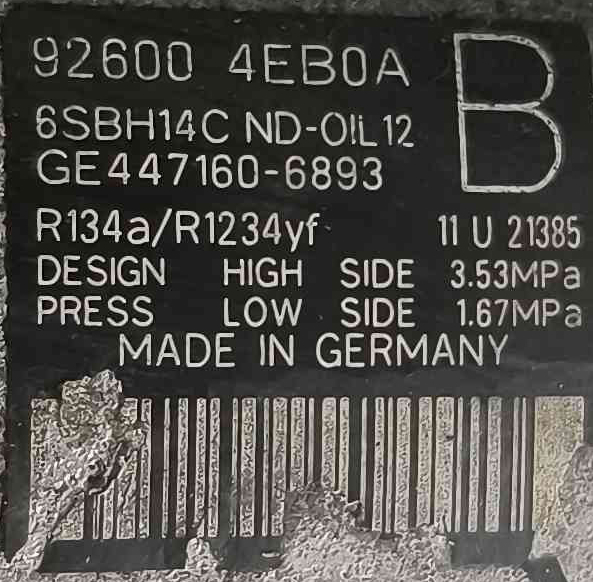 92600 4EB0A B
6SBH14C ND-OIL12
GE447160-6893
R134a/R1234yf 11 U 21385
DESIGN HIGH SIDE 3.53MPa
PRESS LOW SIDE 1.67MPa
MADE IN GERMANY